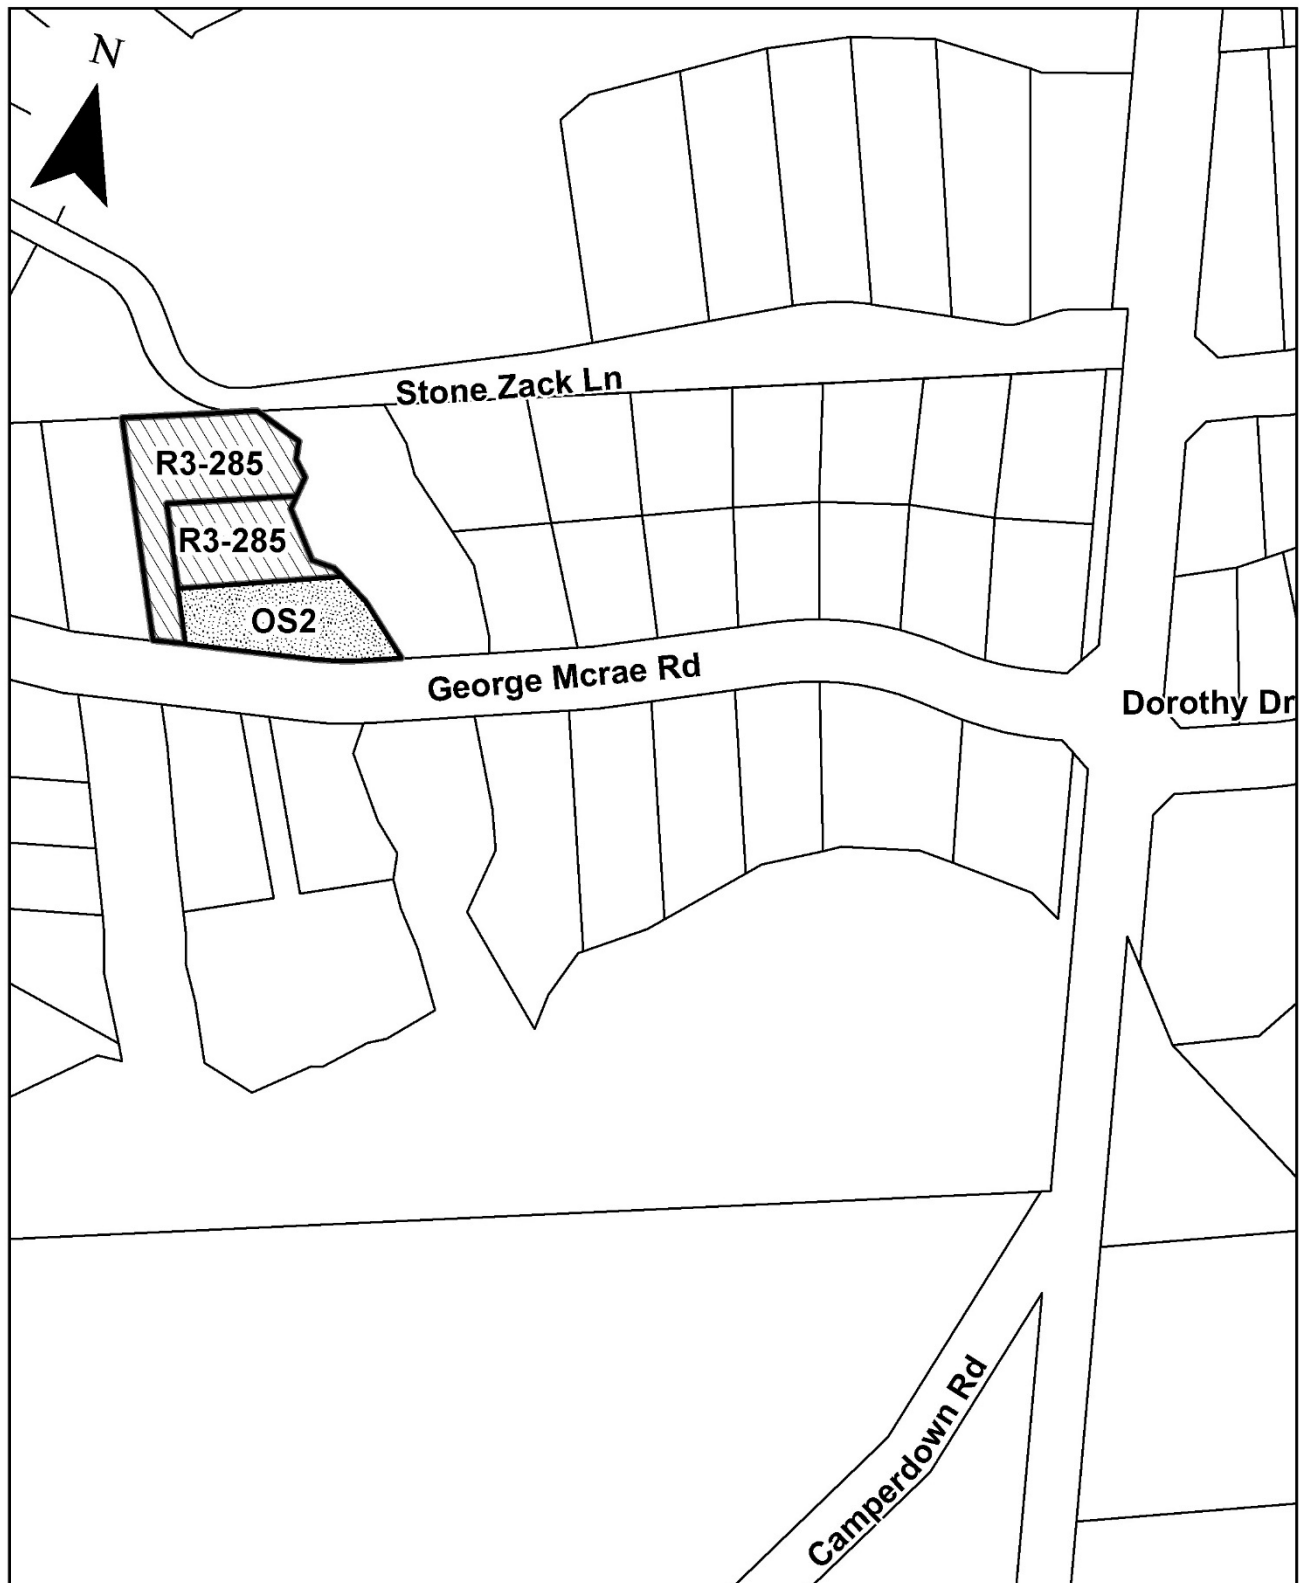 N
Stone Zack Ln
R3-285
R3-285
OS2
George Mcrae Rd
Dorothy Dr
Camperdown Rd